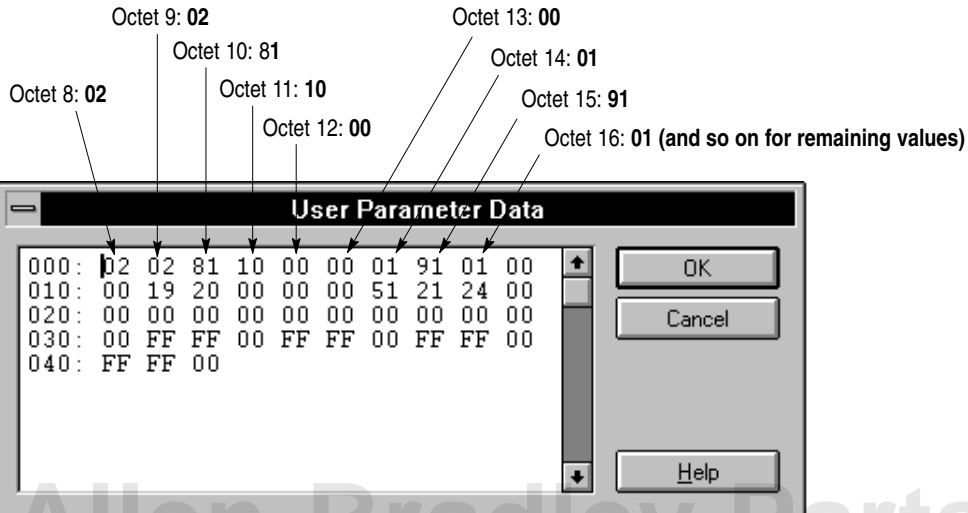 Octet 9: 02
Octet 13: 00
Octet 10: 81
Octet 14: 01
Octet 8: 02
Octet 11: 10
Octet 15: 91
Octet 12: 00
Octet 16: 01 (and so on for remaining values)
User Parameter Data
000: 02 02 81 10 00 00 01 91 01 00
010: 00 19 20 00 00 00 51 21 24 00
020: 00 00 00 00 00 00 00 00 00 00
030: 00 FF FF 00 FF FF 00 FF FF 00
040: FF FF 00
OK
Cancel
Help
Allen-Bradley Parts